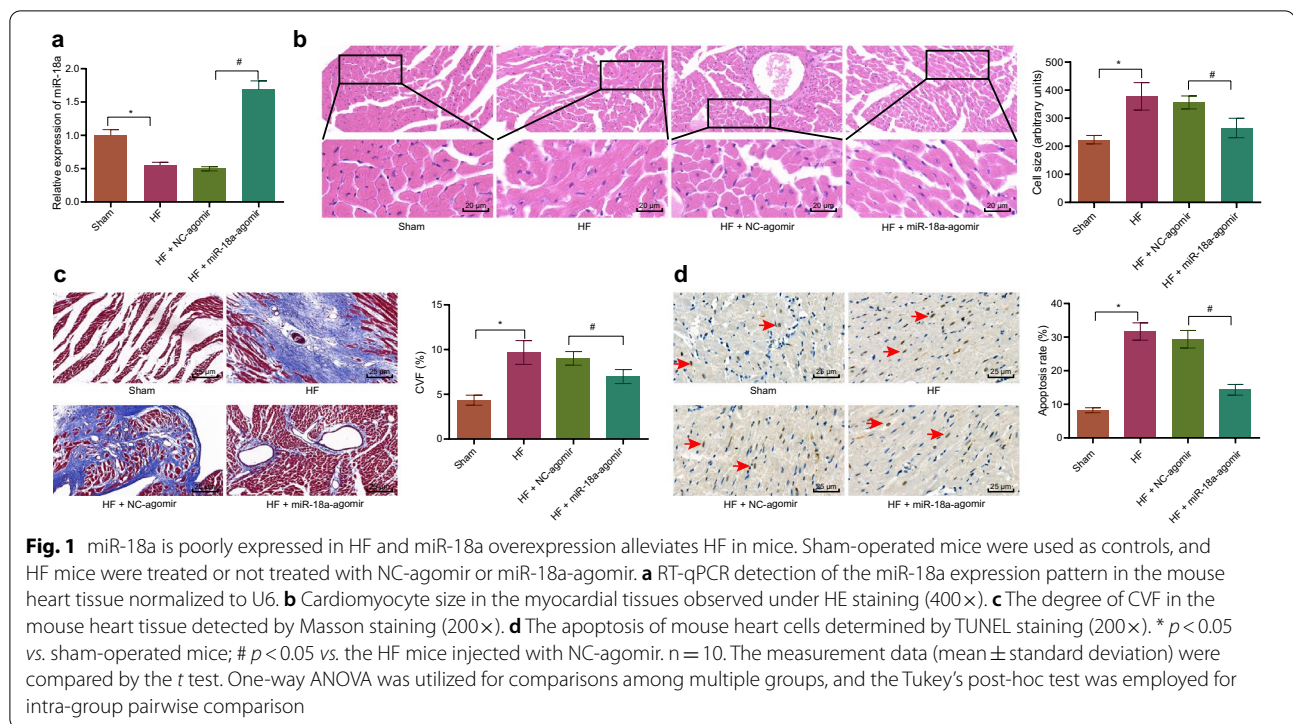 a
Relative expression of miR-18a
2.0
1.5
1.0
0.5
0.0
*
#
Sham
HF
HF + NC-agomir
HF + miR-18a-agomir
b
20 µm
20 µm
20 µm
20 µm
Sham
HF
HF + NC-agomir
HF + miR-18a-agomir
Cell size (arbitrary units)
500
400
300
200
100
0
*
#
Sham
HF
HF + NC-agomir
HF + miR-18a-agomir
c
25 µm
25 µm
Sham
HF
25 µm
25 µm
HF + NC-agomir
HF + miR-18a-agomir
CVF (%)
15
10
5
0
*
#
Sham
HF
HF + NC-agomir
HF + miR-18a-agomir
d
25 µm
25 µm
Sham
HF
25 µm
25 µm
HF + NC-agomir
HF + miR-18a-agomir
Apoptosis rate (%)
40
30
20
10
0
*
#
Sham
HF
HF + NC-agomir
HF + miR-18a-agomir
Fig. 1 miR-18a is poorly expressed in HF and miR-18a overexpression alleviates HF in mice. Sham-operated mice were used as controls, and
HF mice were treated or not treated with NC-agomir or miR-18a-agomir. a RT-qPCR detection of the miR-18a expression pattern in the mouse
heart tissue normalized to U6. b Cardiomyocyte size in the myocardial tissues observed under HE staining (400×). c The degree of CVF in the
mouse heart tissue detected by Masson staining (200×). d The apoptosis of mouse heart cells determined by TUNEL staining (200×). * p < 0.05
vs. sham-operated mice; # p < 0.05 vs. the HF mice injected with NC-agomir. n = 10. The measurement data (mean ± standard deviation) were
compared by the t test. One-way ANOVA was utilized for comparisons among multiple groups, and the Tukey's post-hoc test was employed for
intra-group pairwise comparison